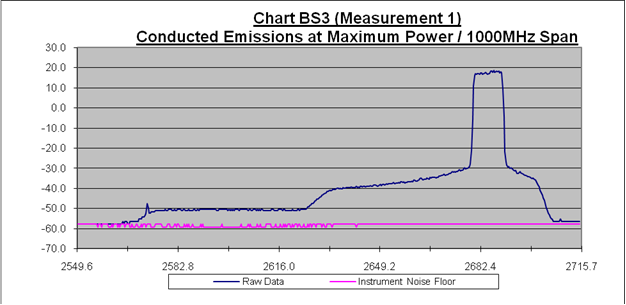 Chart BS3 (Measurement 1)
Conducted Emissions at Maximum Power / 1000MHz Span
30.0
20.0
10.0
0.0
-10.0
-20.0
-30.0
-40.0
-50.0
-60.0
-70.0
2549.6 2582.8 2616.0 2649.2 2682.4 2715.7
Raw Data Instrument Noise Floor